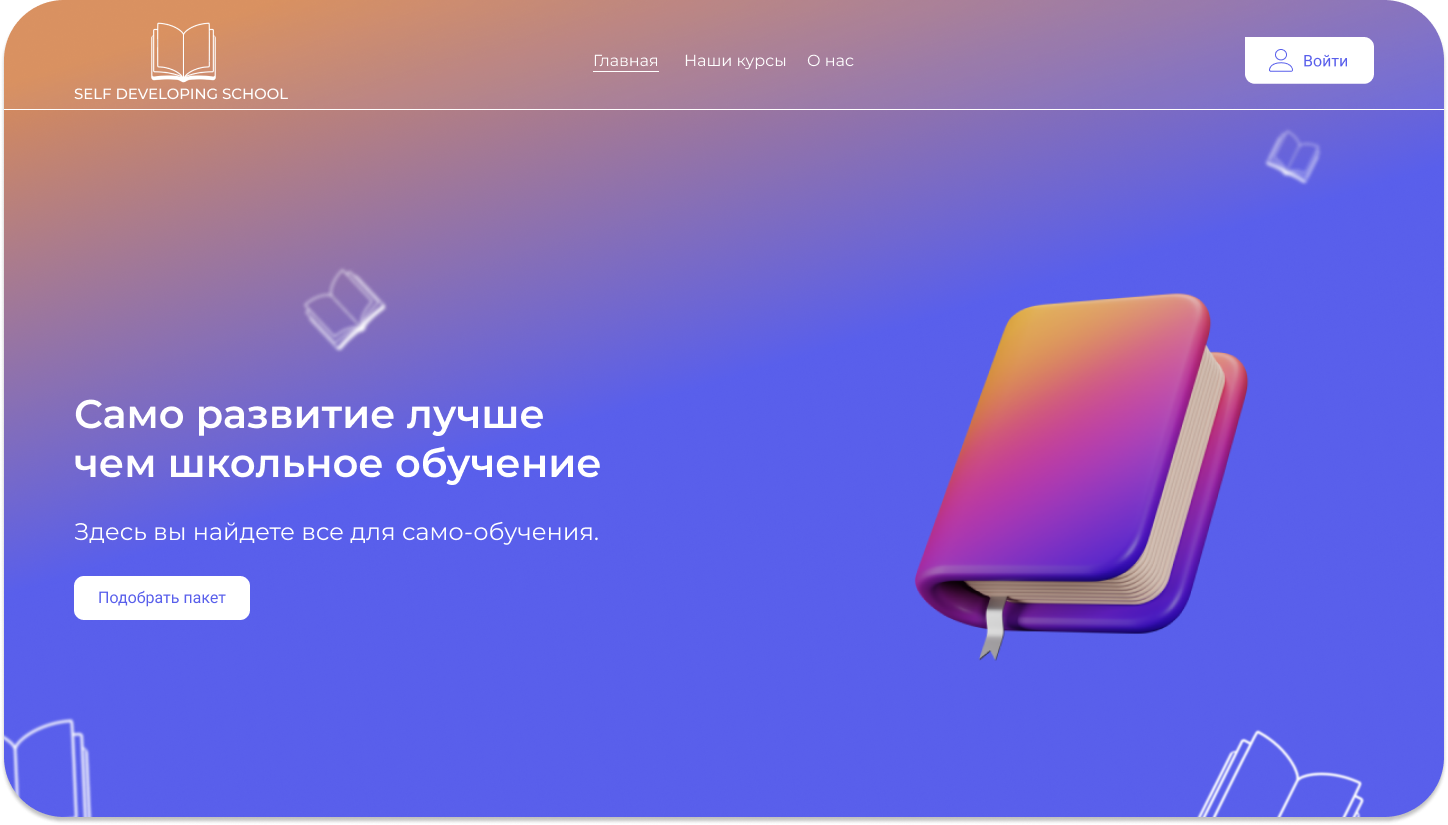 SELF DEVELOPING SCHOOL
Главная
Наши курсы
О нас
Войти
Само развитие лучше
чем школьное обучение
Здесь вы найдете все для само-обучения.
Подобрать пакет